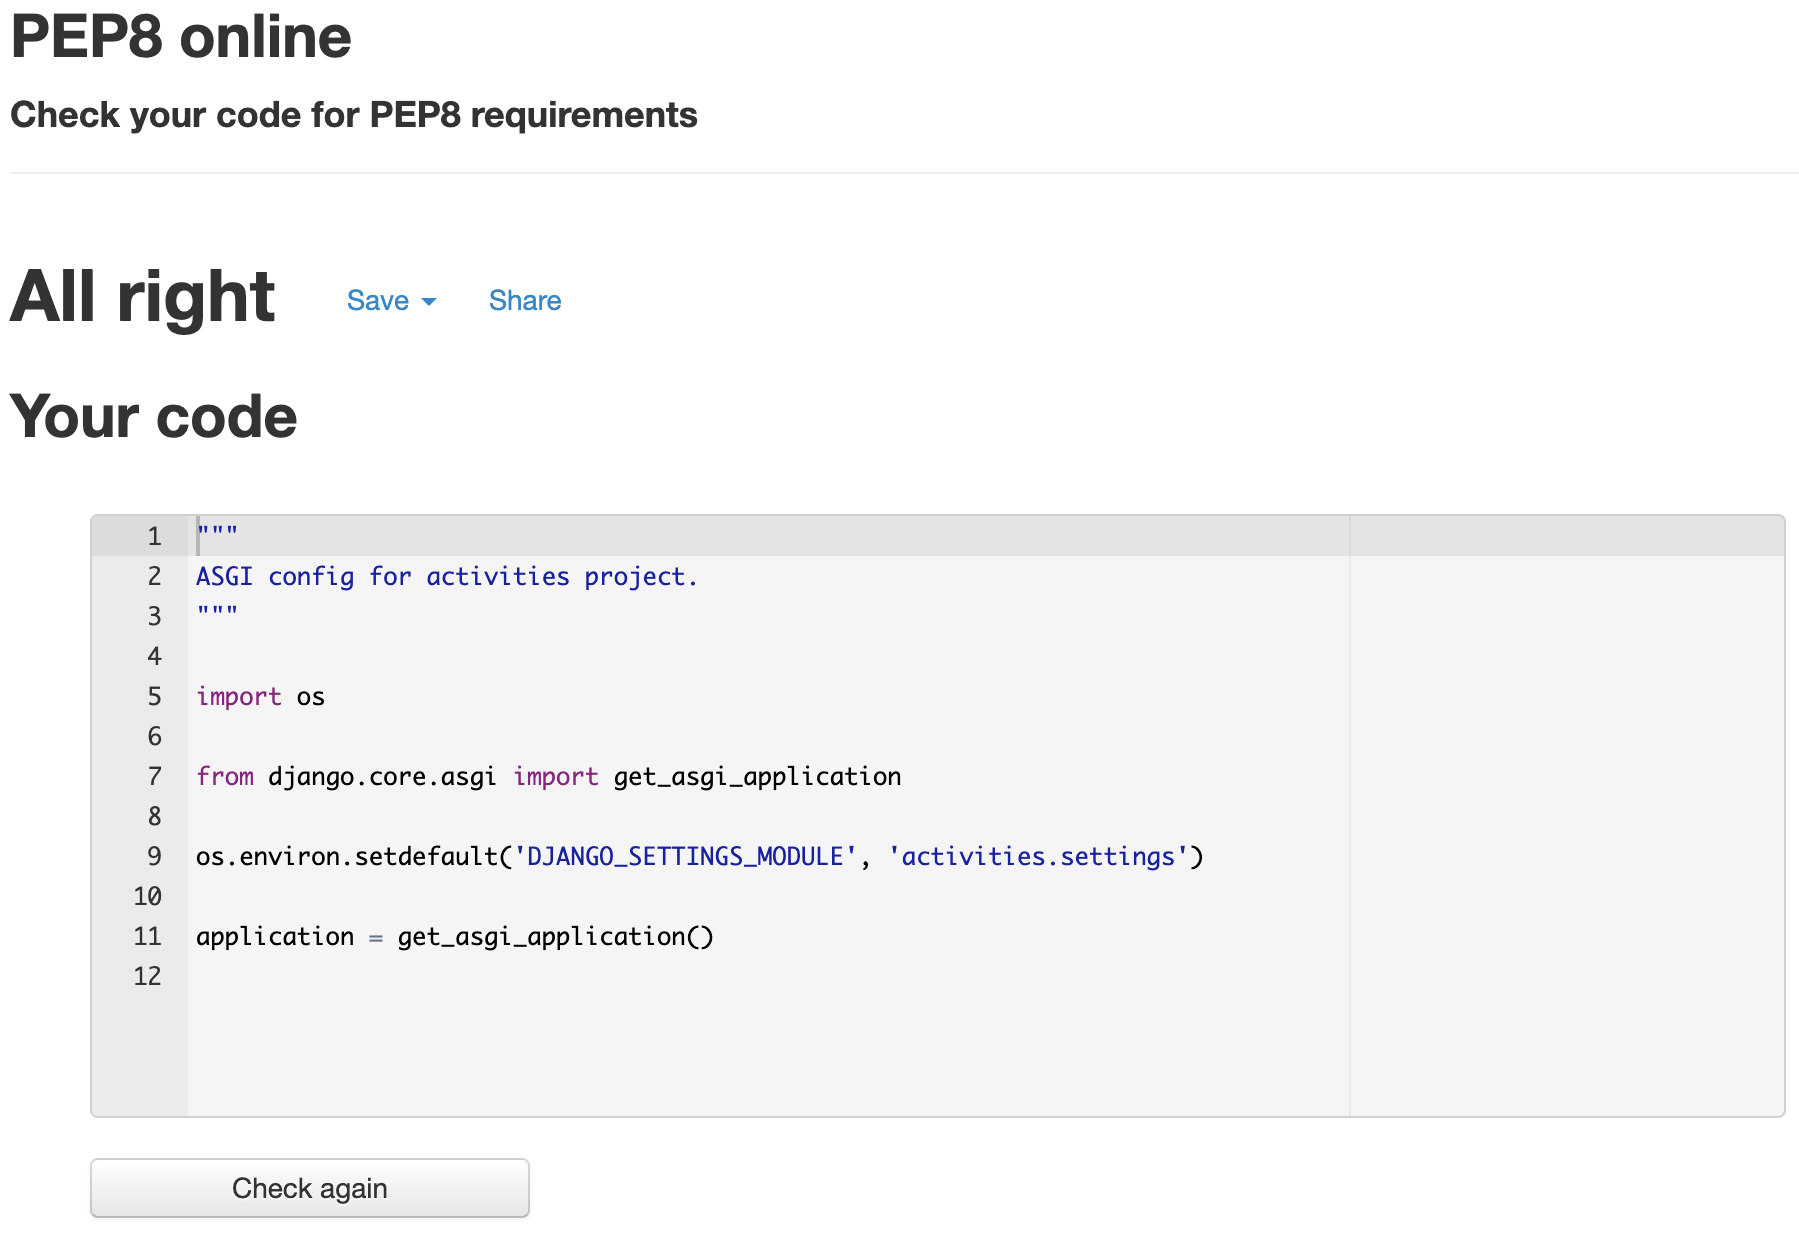 PEP8 online
Check your code for PEP8 requirements
All right Save Share
Your code
1 """
2 ASGI config for activities project.
3 """
4
5 import os
6
7 from django.core.asgi import get_asgi_application
8
9 os.environ.setdefault('DJANGO_SETTINGS_MODULE', 'activities.settings')
10
11 application = get_asgi_application()
12
Check again